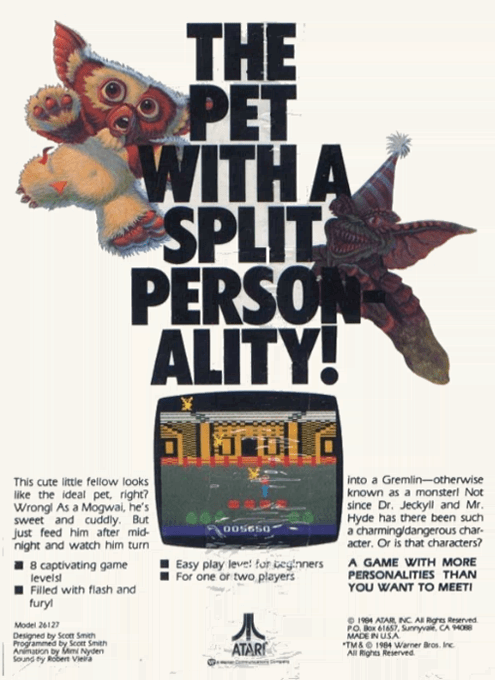 THE
PET
WITH A
SPLIT
PERSON-
ALITY!
005650
This cute little fellow looks
like the ideal pet, right?
Wrong! As a Mogwai, he's
sweet and cuddly. But
just feed him after mid-
night and watch him turn
into a Gremlin—otherwise
known as a monster! Not
since Dr. Jeckyll and Mr.
Hyde has there been such
a charming/dangerous char-
acter. Or is that characters?
■ 8 captivating game
levels!
■ Filled with flash and
fury!
■ Easy play level for beginners
■ For one or two players
A GAME WITH MORE
PERSONALITIES THAN
YOU WANT TO MEET!
Model 26127
Designed by Scott Smith
Programmed by Scott Smith
Animation by Mimi Nyden
Sound by Robert Vieira
ATARI
A Warner Communications Company
© 1984 ATARI, INC. All Rights Reserved.
P.O. Box 61657, Sunnyvale, CA 94088
MADE IN U.S.A.
*TM & © 1984 Warner Bros. Inc.
All Rights Reserved.